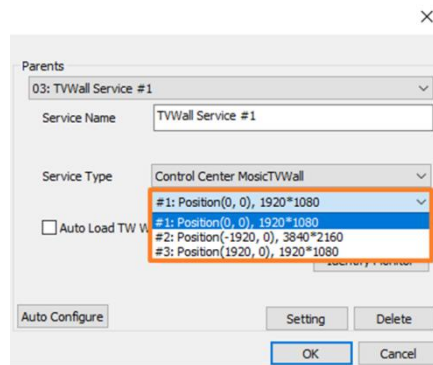 Parents
03: TVWall Service #1
Service Name
TVWall Service #1
Service Type
Control Center MosicTVWall
#1: Position(0, 0), 1920*1080
#1: Position(0, 0), 1920*1080
Auto Load TW W
#2: Position(-1920, 0), 3840*2160
#3: Position(1920, 0), 1920*1080
Auto Configure
Setting
Delete
OK
Cancel